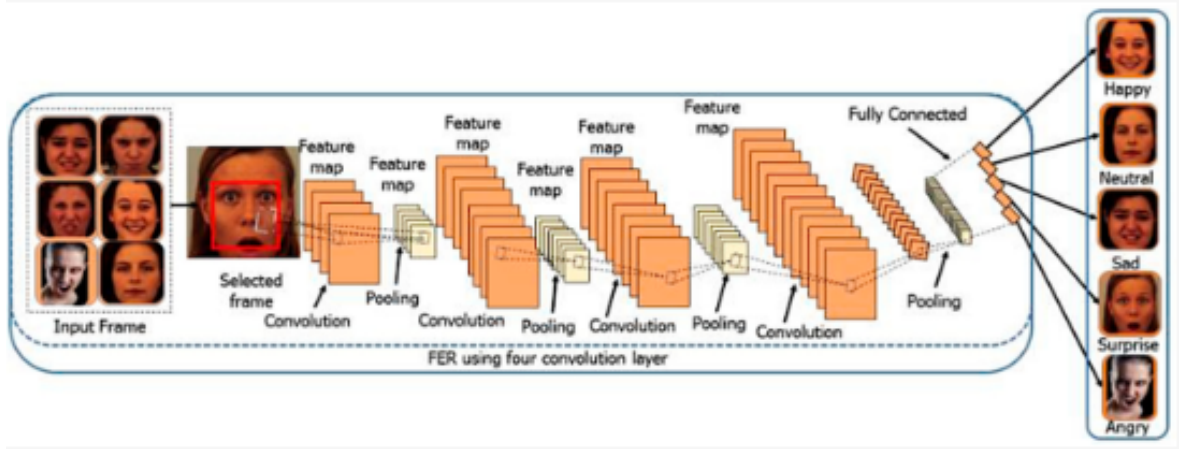 Input Frame
Selected
frame
Feature
map
Convolution
Feature
map
Pooling
Feature
map
Convolution
Feature
map
Pooling
Feature
map
Convolution
Pooling
Feature
map
Convolution
Pooling
Fully Connected
FER using four convolution layer
Happy
Neutral
Sad
Surprise
Angry